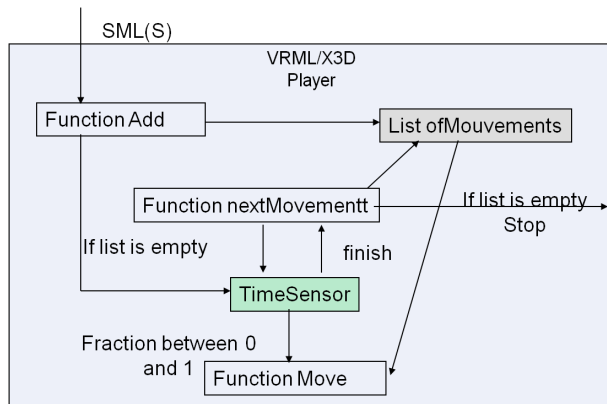 SML(S)
VRML/X3D
Player
Function Add
List ofMouvements
Function nextMovementt
If list is empty
Stop
If list is empty
finish
TimeSensor
Fraction between 0
and 1
Function Move